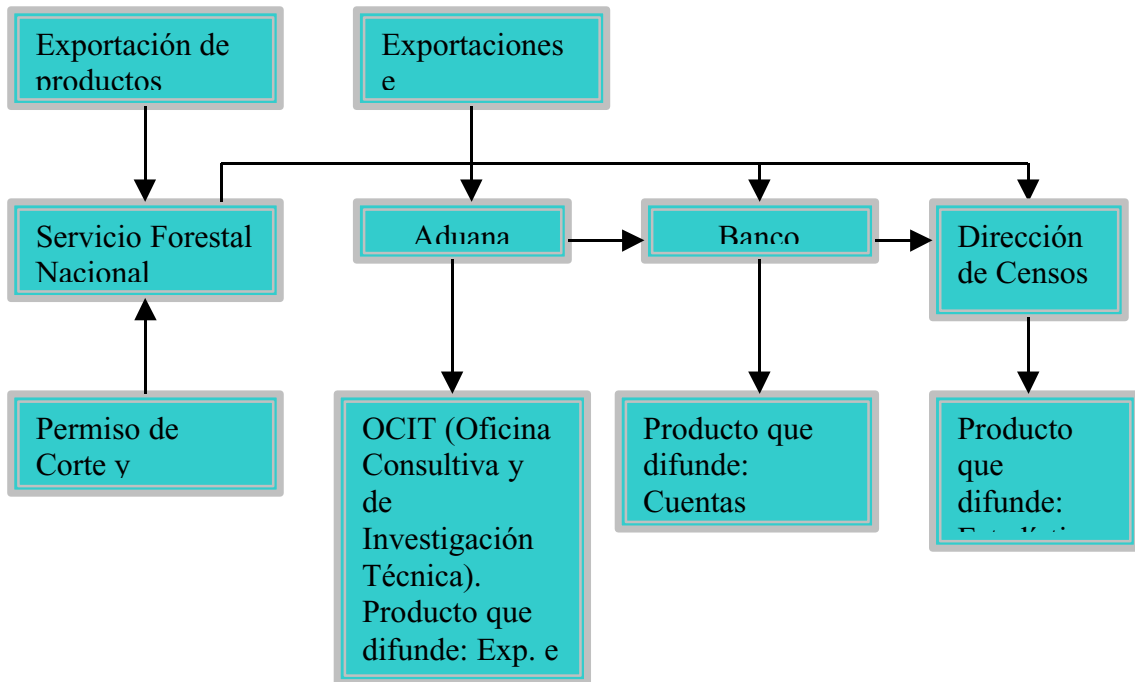 Exportación de
productos
Exportaciones
e
Servicio Forestal
Nacional
Aduana
Banco
Dirección
de Censos
Permiso de
Corte y
OCIT (Oficina
Consultiva y
de
Investigación
Técnica).
Producto que
difunde: Exp. e
Producto que
difunde:
Cuentas
Producto
que
difunde: